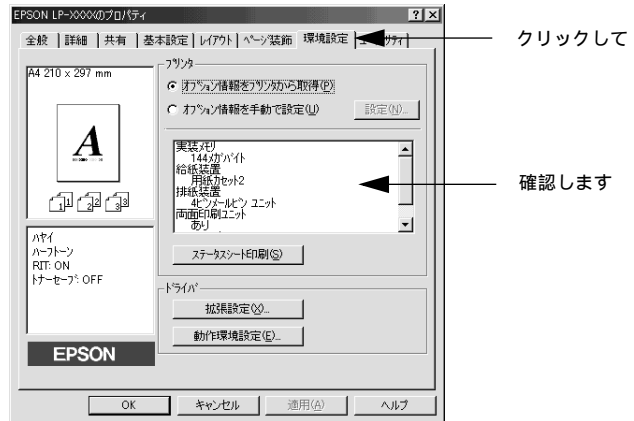 EPSON LP-XXXXのプロパティ
全般 詳細 共有 基本設定 レイアウト ページ装飾 環境設定
クリックして
A4 210 x 297 mm
プリンタ
オプション情報をプリンタから取得(P)
オプション情報を手動で設定(U)
設定(N)...
A
実装メモリ
144メガバイト
給紙装置
用紙カセット2
排紙装置
4ビンメールビン ユニット
両面印刷ユニット
あり
確認します
1 1 2 2 3 3
ステータスシート印刷(S)
ハヤイ
ハーフトーン
RIT: ON
トナーセーブ: OFF
ドライバ
拡張設定(X)...
動作環境設定(E)...
EPSON
OK キャンセル 適用(A) ヘルプ